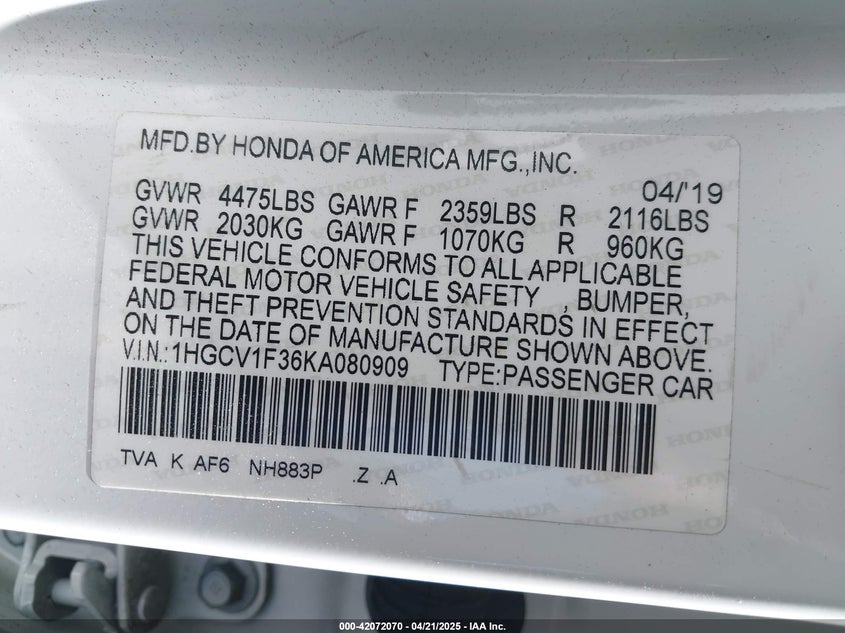 MFD.BY HONDA OF AMERICA MFG.,INC.
04/'19
GVWR 4475LBS GAWR F 2359LBS R 2116LBS
GVWR 2030KG GAWR F 1070KG R 960KG
THIS VEHICLE CONFORMS TO ALL APPLICABLE
FEDERAL MOTOR VEHICLE SAFETY , BUMPER,
AND THEFT PREVENTION STANDARDS IN EFFECT
ON THE DATE OF MANUFACTURE SHOWN ABOVE.
V.I.N.:1HGCV1F36KA080909 TYPE:PASSENGER CAR
TVA K AF6 NH883P .Z .A
000-42072070 - 04/21/2025 - IAA Inc.